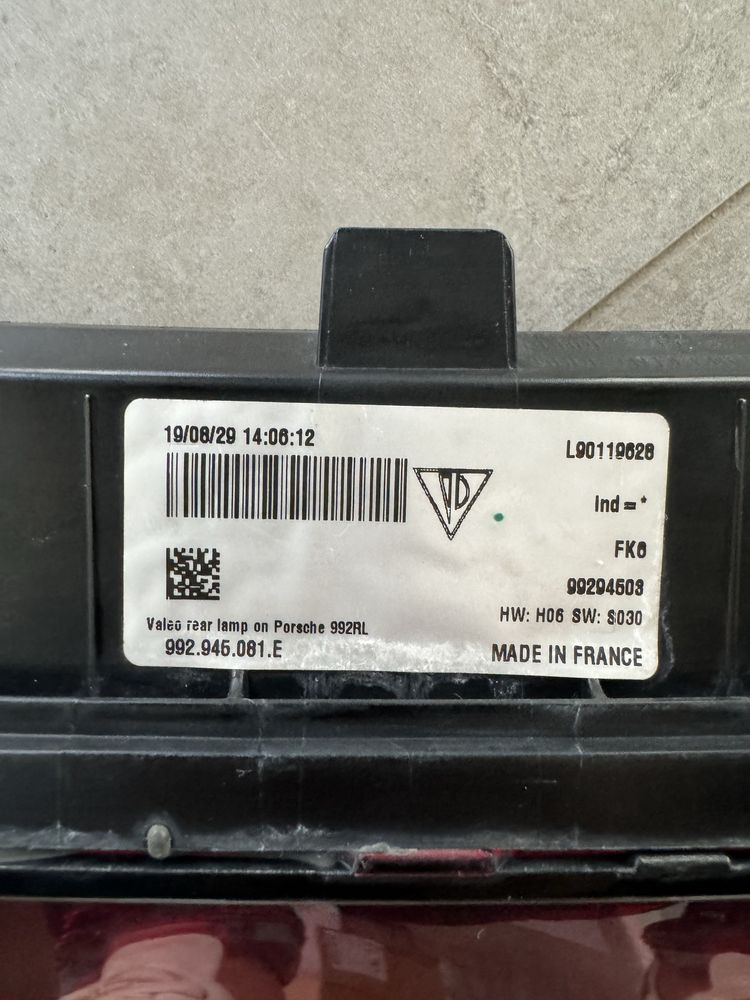 19/08/29 14:06:12
L90119628
Ind = *
FK6
99294503
HW: H06 SW: S030
Valeo rear lamp on Porsche 992RL
992.945.081.E
MADE IN FRANCE